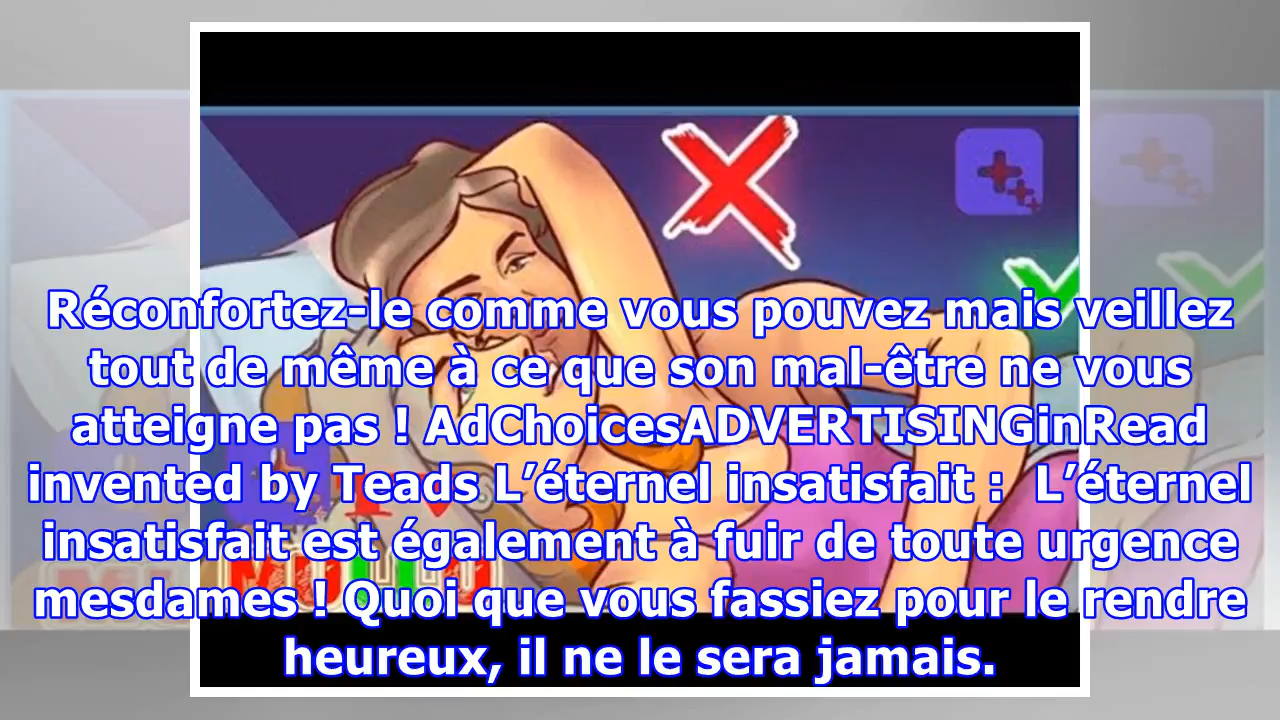 Réconfortez-le comme vous pouvez mais veillez
tout de même à ce que son mal-être ne vous
atteigne pas ! AdChoicesADVERTISINGinRead
invented by Teads L’éternel insatisfait :  L’éternel
insatisfait est également à fuir de toute urgence
mesdames ! Quoi que vous fassiez pour le rendre
heureux, il ne le sera jamais.